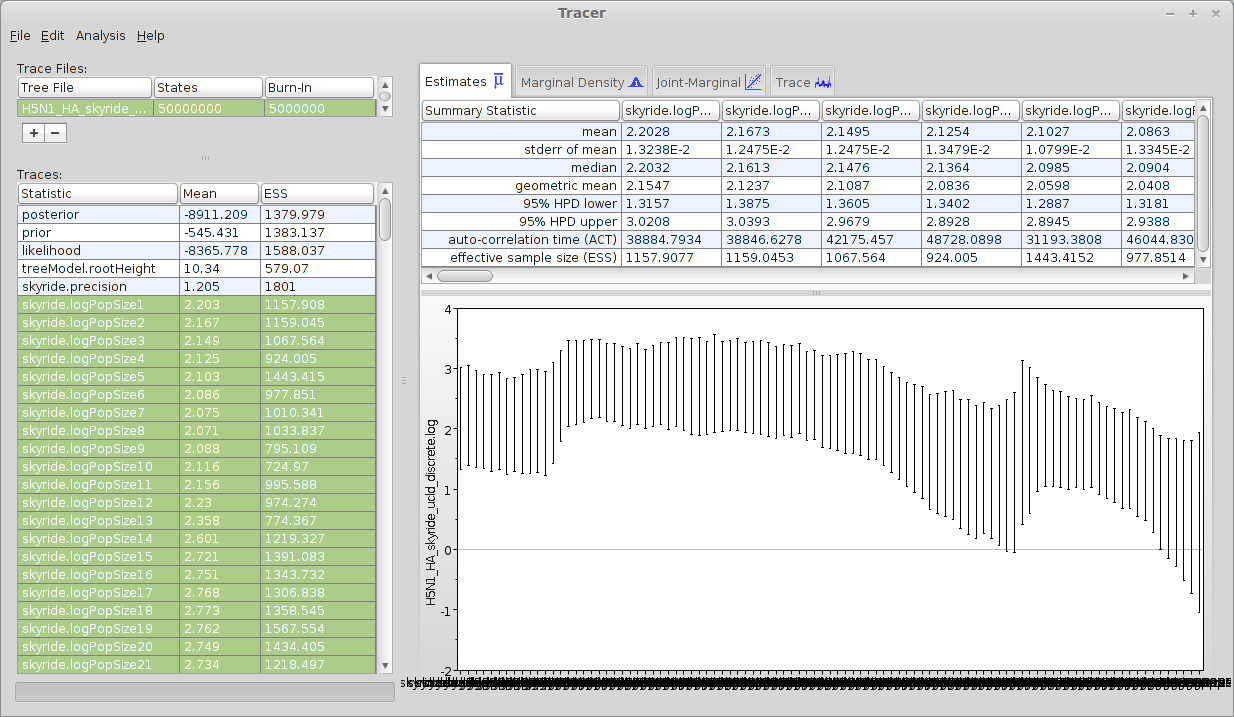 Tracer
File Edit Analysis Help
Trace Files:
Tree File States Burn-In
H5N1_HA_skyride_... 50000000 5000000
+ −
Traces:
Statistic Mean ESS
posterior -8911.209 1379.979
prior -545.431 1383.137
likelihood -8365.778 1588.037
treeModel.rootHeight 10.34 579.07
skyride.precision 1.205 1801
skyride.logPopSize1 2.203 1157.908
skyride.logPopSize2 2.167 1159.045
skyride.logPopSize3 2.149 1067.564
skyride.logPopSize4 2.125 924.005
skyride.logPopSize5 2.103 1443.415
skyride.logPopSize6 2.086 977.851
skyride.logPopSize7 2.075 1010.341
skyride.logPopSize8 2.071 1033.837
skyride.logPopSize9 2.088 795.109
skyride.logPopSize10 2.116 724.97
skyride.logPopSize11 2.156 995.588
skyride.logPopSize12 2.23 974.274
skyride.logPopSize13 2.358 774.367
skyride.logPopSize14 2.601 1219.327
skyride.logPopSize15 2.721 1391.083
skyride.logPopSize16 2.751 1343.732
skyride.logPopSize17 2.768 1306.838
skyride.logPopSize18 2.773 1358.545
skyride.logPopSize19 2.762 1567.554
skyride.logPopSize20 2.749 1434.405
skyride.logPopSize21 2.734 1218.497
Estimates Marginal Density Joint-Marginal Trace
Summary Statistic skyride.logP... skyride.logP... skyride.logP... skyride.logP... skyride.logP... skyride.logP
mean 2.2028 2.1673 2.1495 2.1254 2.1027 2.0863
stderr of mean 1.3238E-2 1.2475E-2 1.2475E-2 1.3479E-2 1.0799E-2 1.3345E-2
median 2.2032 2.1613 2.1476 2.1364 2.0985 2.0904
geometric mean 2.1547 2.1237 2.1087 2.0836 2.0598 2.0408
95% HPD lower 1.3157 1.3875 1.3605 1.3402 1.2887 1.3181
95% HPD upper 3.0208 3.0393 2.9679 2.8928 2.8945 2.9388
auto-correlation time (ACT) 38884.7934 38846.6278 42175.457 48728.0898 31193.3808 46044.830
effective sample size (ESS) 1157.9077 1159.0453 1067.564 924.005 1443.4152 977.8514
H5N1_HA_skyride_ucld_discrete.log
4
3
2
1
0
-1
-2